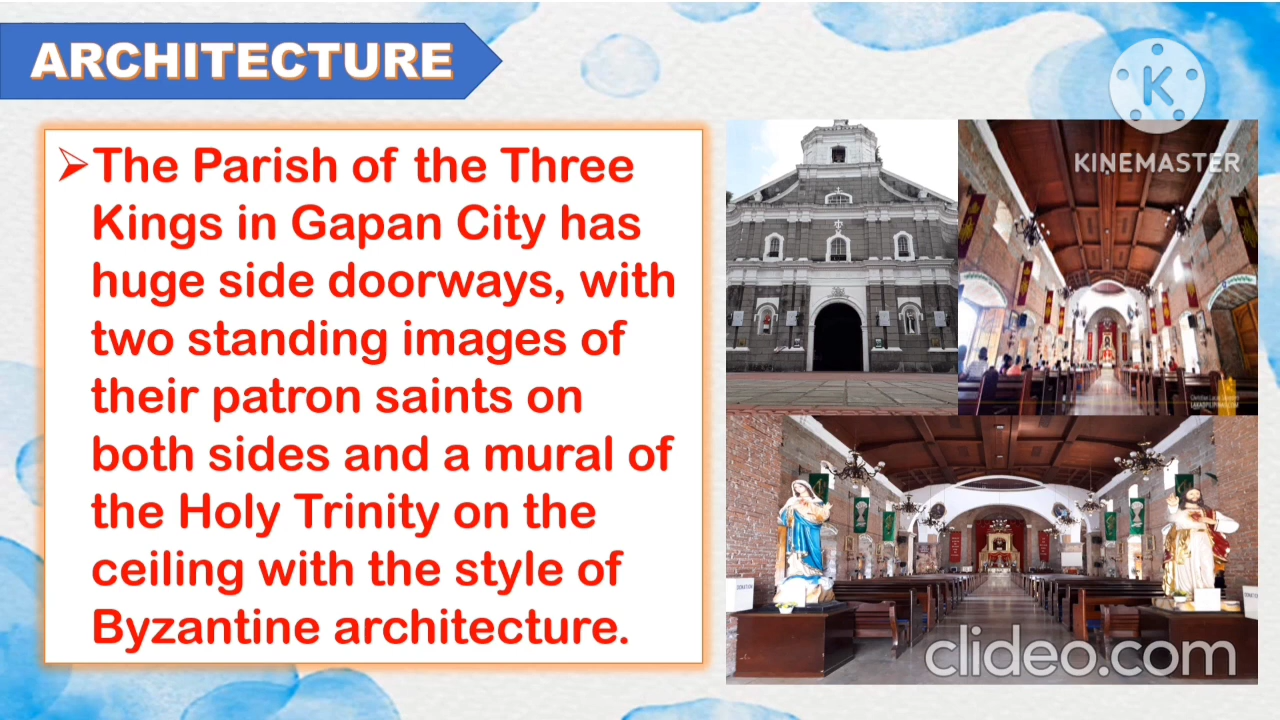 ARCHITECTURE
➢The Parish of the Three
Kings in Gapan City has
huge side doorways, with
two standing images of
their patron saints on
both sides and a mural of
the Holy Trinity on the
ceiling with the style of
Byzantine architecture.
K
KINEMASTER
DONATION
clideo.com